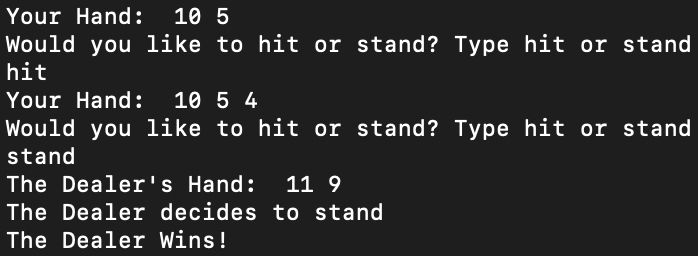 Your Hand:  10 5
Would you like to hit or stand? Type hit or stand
hit
Your Hand:  10 5 4
Would you like to hit or stand? Type hit or stand
stand
The Dealer's Hand:  11 9
The Dealer decides to stand
The Dealer Wins!